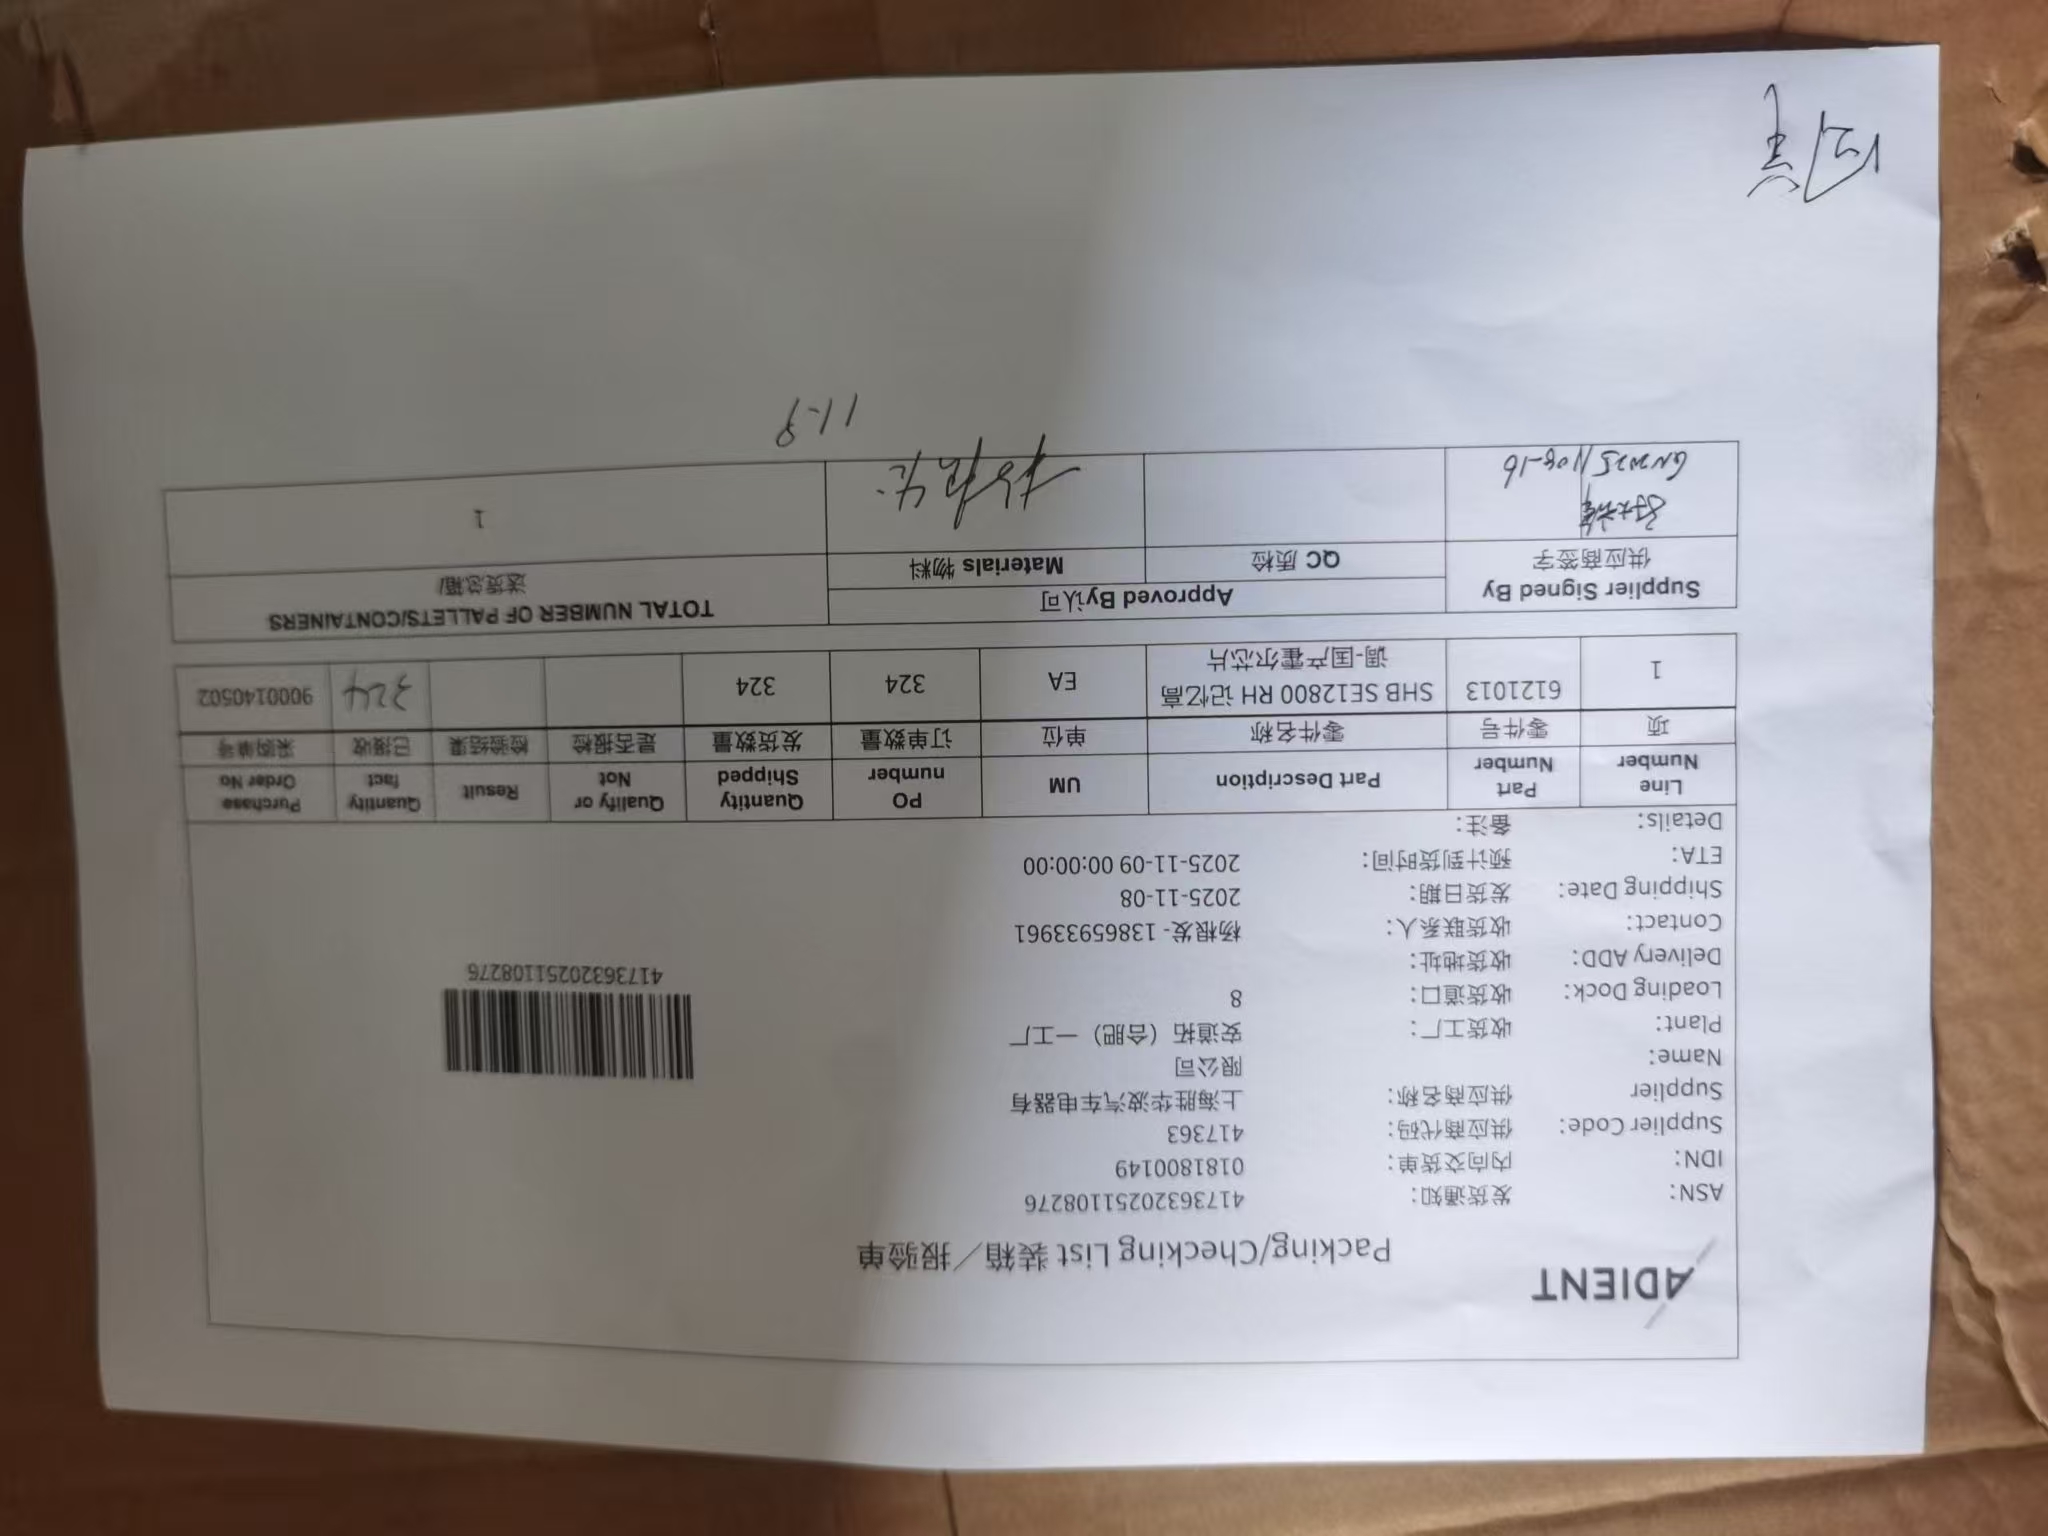 ADIENT
Packing/Checking List 装箱／报验单
ASN: 发货通知: 41736320251108276
IDN: 内向交货单: 0181800149
Supplier Code: 供应商代码: 417363
Supplier Name: 供应商名称: 上海胜华波汽车电器有限公司
Plant: 收货工厂: 安道拓（合肥）一工厂
Loading Dock: 收货道口: 8
Delivery ADD: 收货地址:
Contact: 收货联系人: 杨根发- 13865933961
Shipping Date: 发货日期: 2025-11-08
ETA: 预计到货时间: 2025-11-09 00:00:00
Details: 备注:
41736320251108276
Line Number Part Number Part Description UM PO number Quantity Shipped Qualify or Not Result Quantity fact Purchase Order No
项 零件号 零件名称 单位 订单数量 发货数量 是否报检 检验结果 已接收 采购单号
1 6121013 SHB SE12800 RH 记忆高调-国产霍尔芯片 EA 324 324 324 9000140502
Supplier Signed By 供应商签字 Approved By认可 TOTAL NUMBER OF PALLETS/CONTAINERS
QC 质检 Materials 物料 送货总箱/
1
11-9